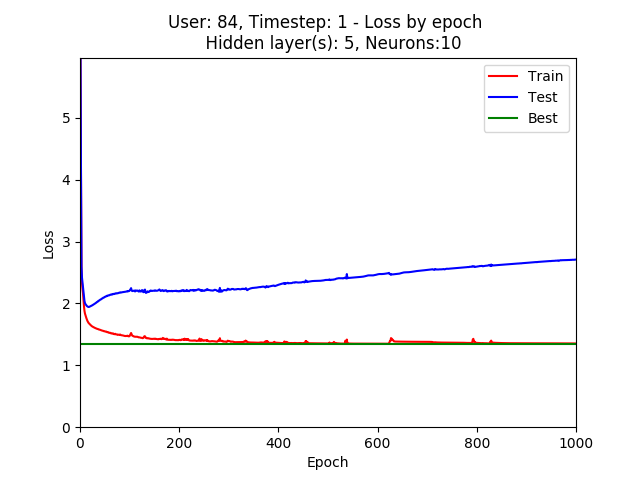 User: 84, Timestep: 1 - Loss by epoch
Hidden layer(s): 5, Neurons:10
Train
Test
Best
Loss
5
4
3
2
1
0
0 200 400 600 800 1000
Epoch